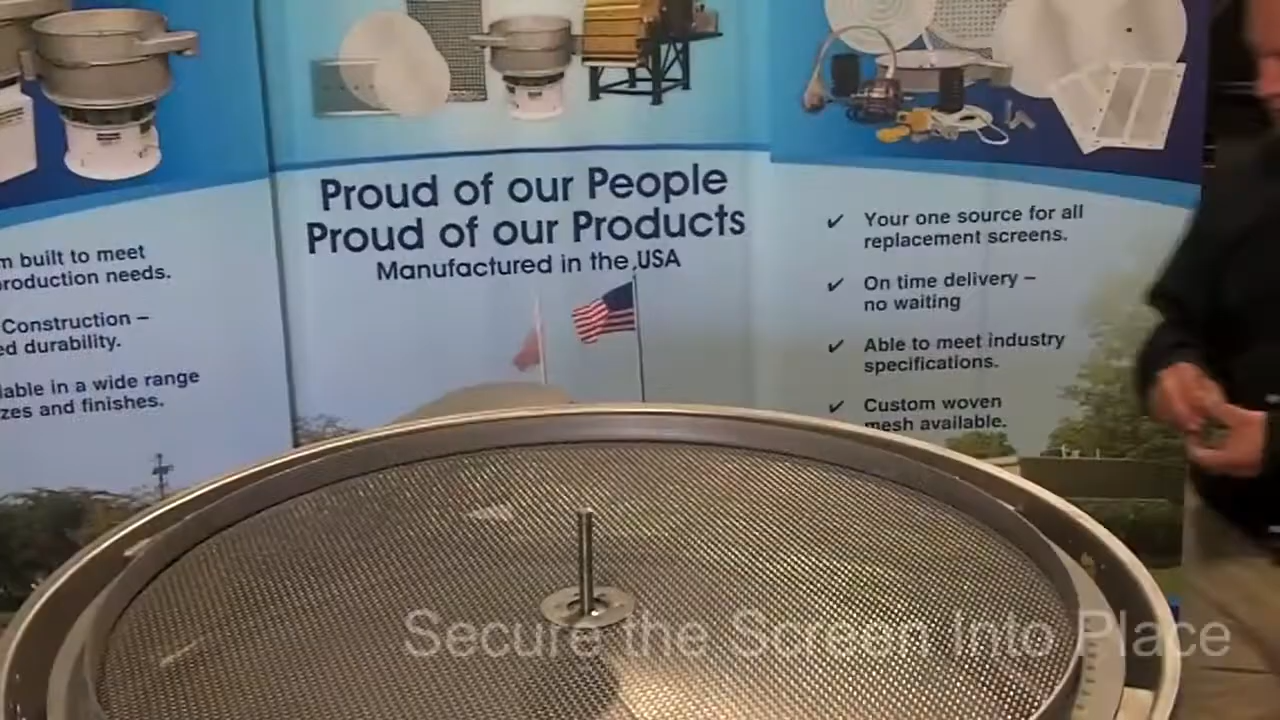 built to meet
production needs.
Construction –
durability.
in a wide range
and finishes.
Proud of our People
Proud of our Products
Manufactured in the USA
✓ Your one source for all
replacement screens.
✓ On time delivery –
no waiting
✓ Able to meet industry
specifications.
✓ Custom woven
mesh available.
Secure the Screen Into Place